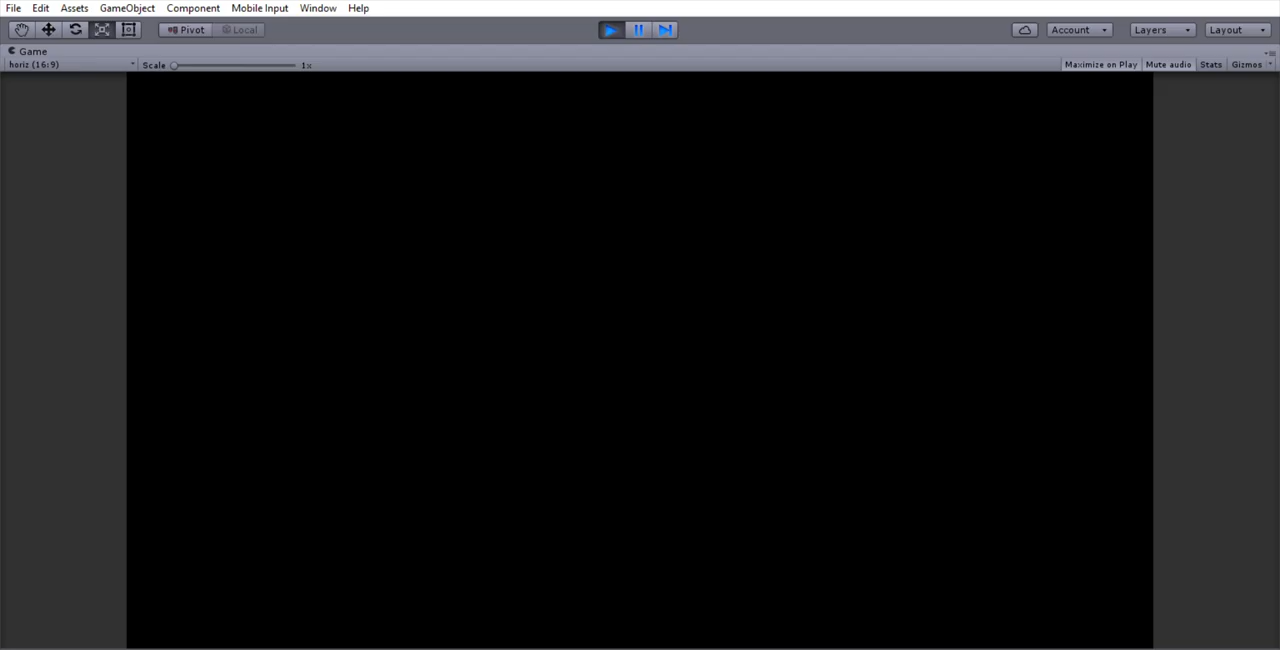 File Edit Assets GameObject Component Mobile Input Window Help
Pivot Local Account Layers Layout
Game
horiz (16:9) Scale 1x Maximize on Play Mute audio Stats Gizmos